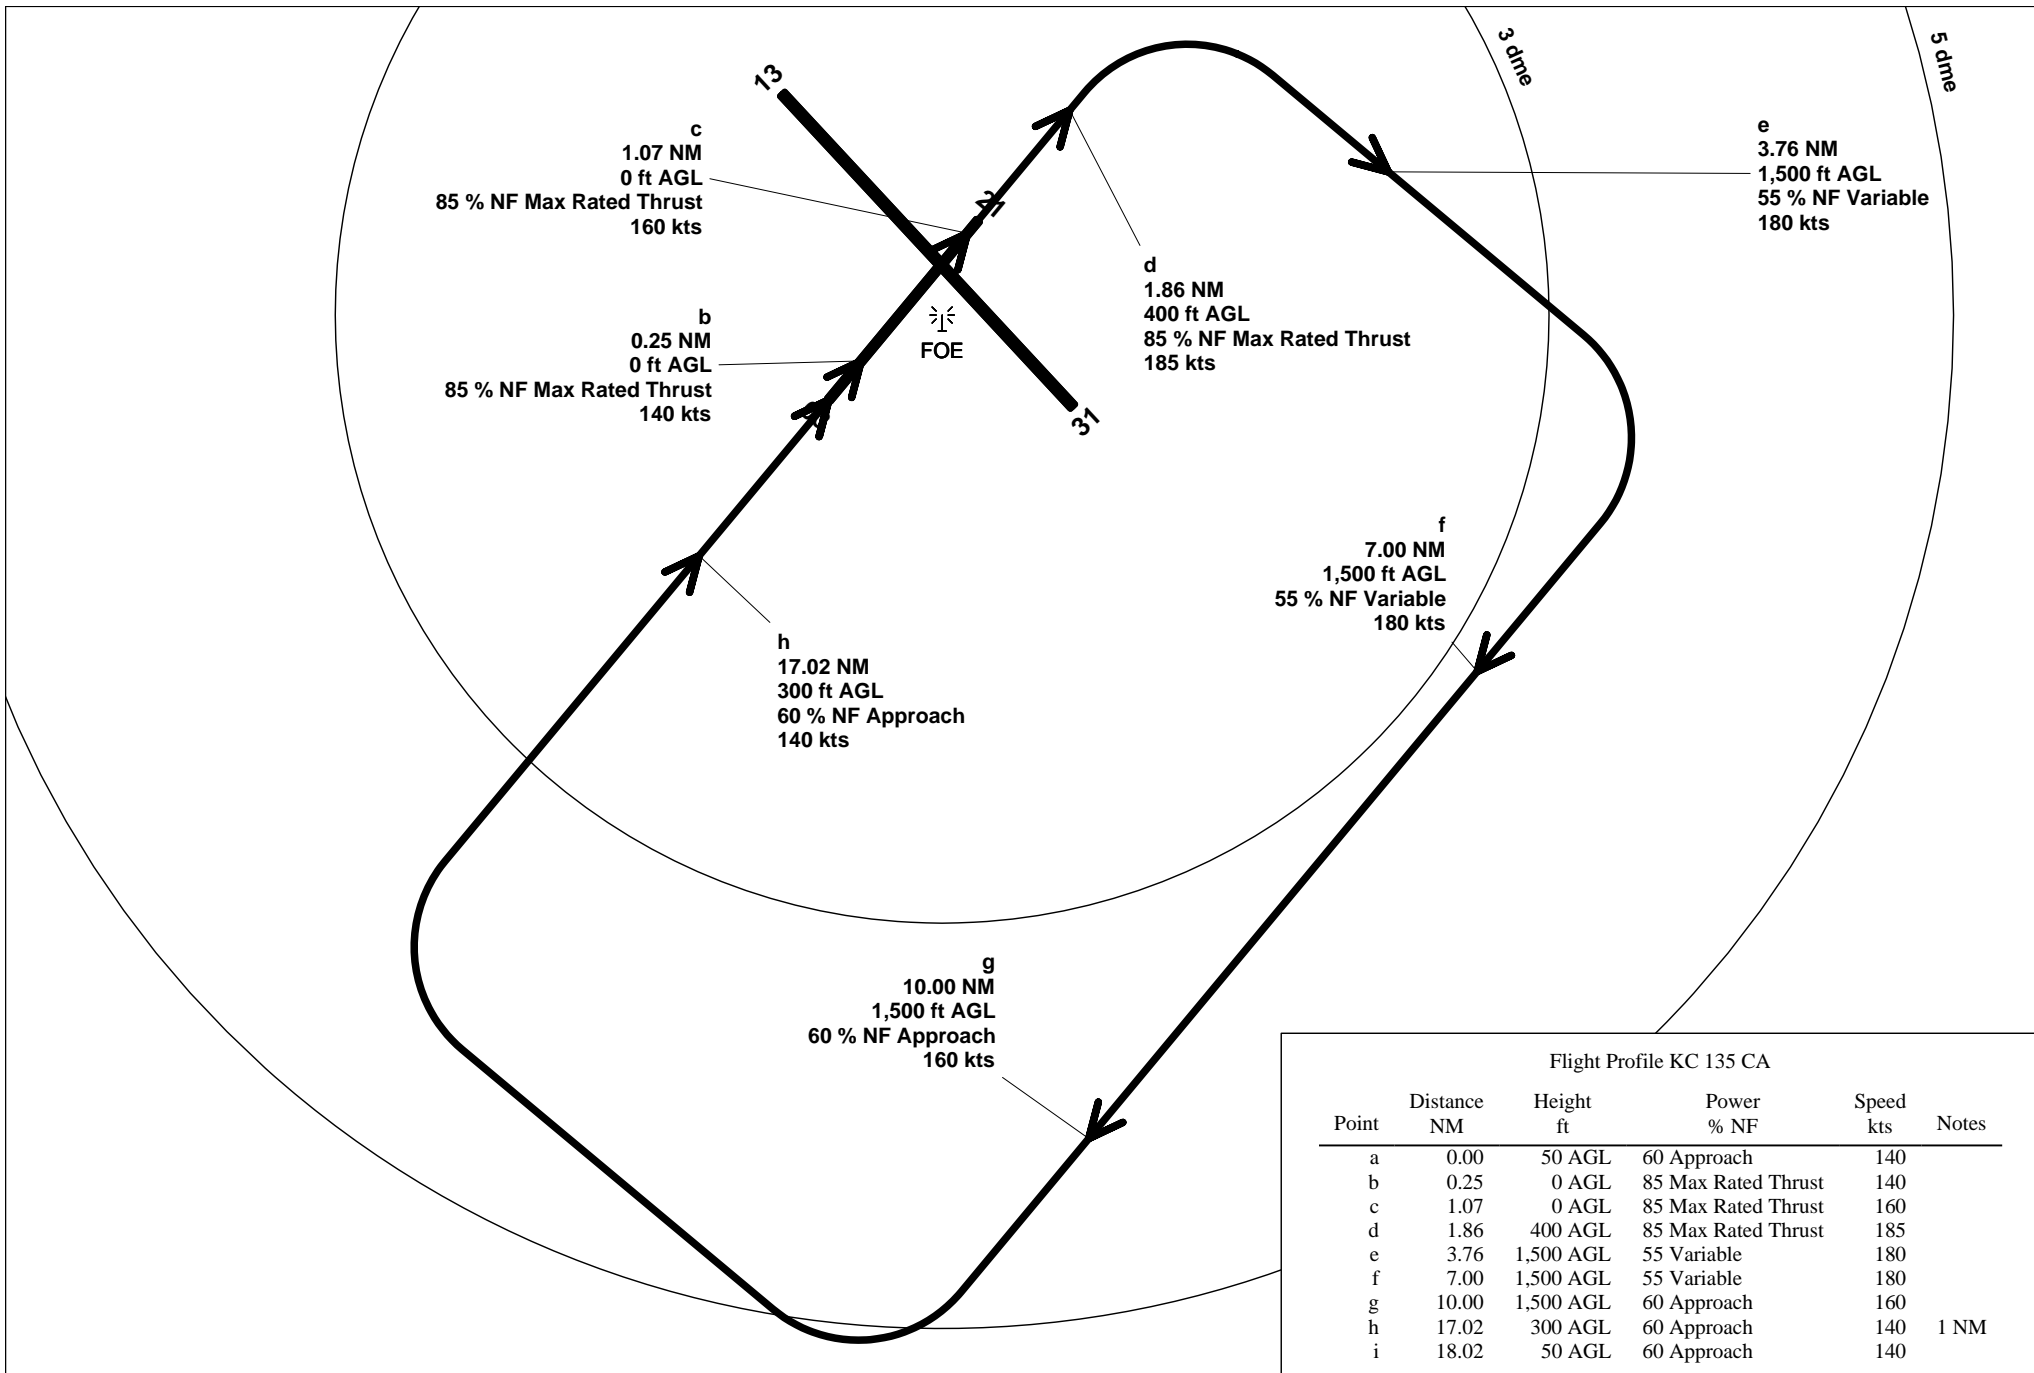 13
3 dme
5 dme
c
1.07 NM
0 ft AGL
85 % NF Max Rated Thrust
160 kts
e
3.76 NM
1,500 ft AGL
55 % NF Variable
180 kts
21
d
1.86 NM
400 ft AGL
85 % NF Max Rated Thrust
185 kts
b
0.25 NM
0 ft AGL
85 % NF Max Rated Thrust
140 kts
FOE
31
f
7.00 NM
1,500 ft AGL
55 % NF Variable
180 kts
h
17.02 NM
300 ft AGL
60 % NF Approach
140 kts
g
10.00 NM
1,500 ft AGL
60 % NF Approach
160 kts
Flight Profile KC 135 CA
Distance Height Power Speed
Point NM ft % NF kts Notes
a 0.00 50 AGL 60 Approach 140
b 0.25 0 AGL 85 Max Rated Thrust 140
c 1.07 0 AGL 85 Max Rated Thrust 160
d 1.86 400 AGL 85 Max Rated Thrust 185
e 3.76 1,500 AGL 55 Variable 180
f 7.00 1,500 AGL 55 Variable 180
g 10.00 1,500 AGL 60 Approach 160
h 17.02 300 AGL 60 Approach 140 1 NM
i 18.02 50 AGL 60 Approach 140